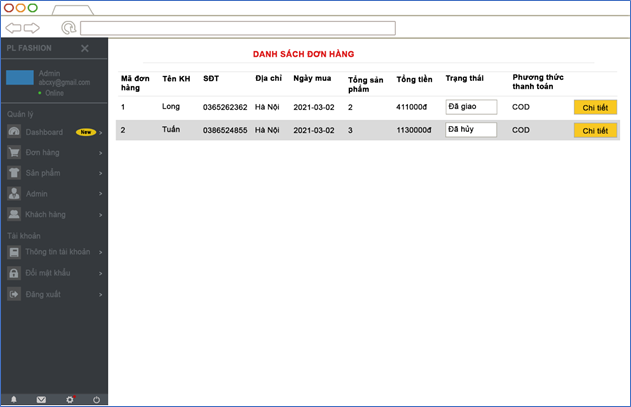 PL FASHION
Admin
abcxy@gmail.com
Online
Quản lý
Dashboard New
Đơn hàng
Sản phẩm
Admin
Khách hàng
Tài khoản
Thông tin tài khoản
Đổi mật khẩu
Đăng xuất
DANH SÁCH ĐƠN HÀNG
Mã đơn hàng Tên KH SĐT Địa chỉ Ngày mua Tổng sản phẩm Tổng tiền Trạng thái Phương thức thanh toán
1 Long 0365262362 Hà Nội 2021-03-02 2 411000đ Đã giao COD Chi tiết
2 Tuấn 0386524855 Hà Nội 2021-03-02 3 1130000đ Đã hủy COD Chi tiết